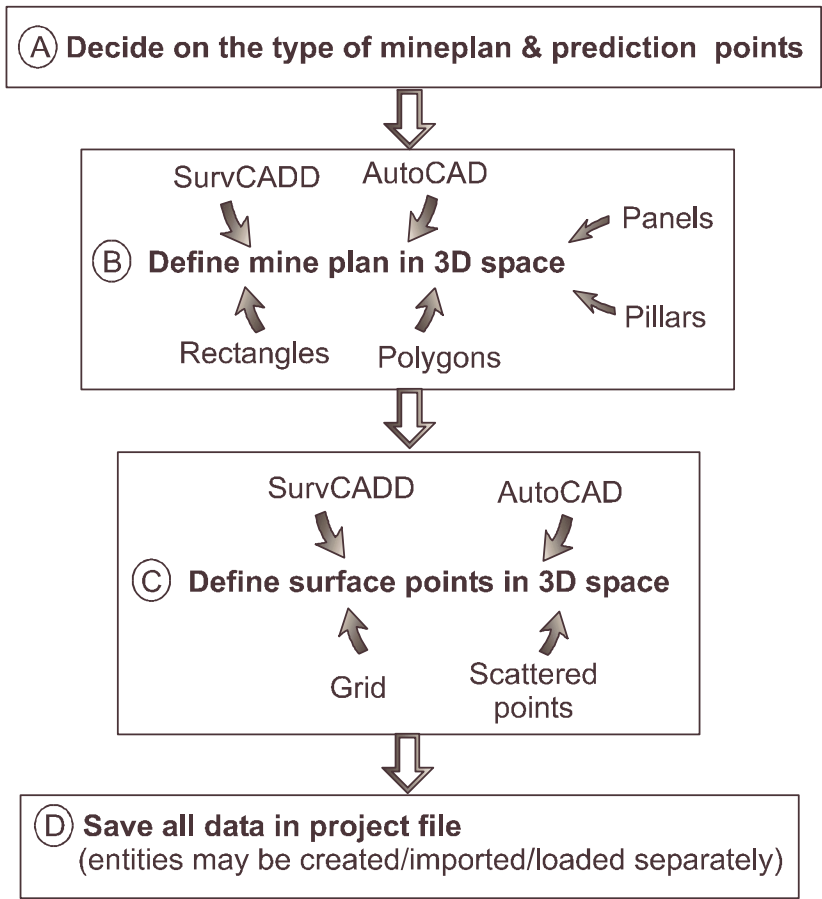 A Decide on the type of mineplan & prediction points
SurvCADD AutoCAD
Panels
B Define mine plan in 3D space
Pillars
Rectangles Polygons
SurvCADD AutoCAD
C Define surface points in 3D space
Grid Scattered
points
D Save all data in project file
(entities may be created/imported/loaded separately)